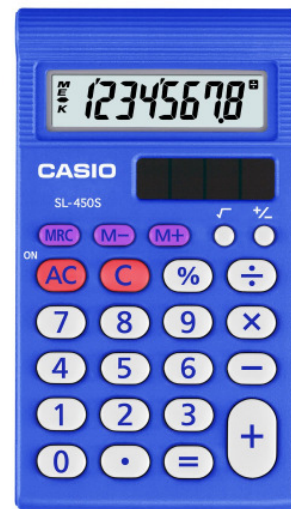 M
E
K
12345678.
CASIO
SL-450S
√ +/−
MRC M− M+
ON
AC C % ÷
7 8 9 ×
4 5 6 −
1 2 3 +
0 · =